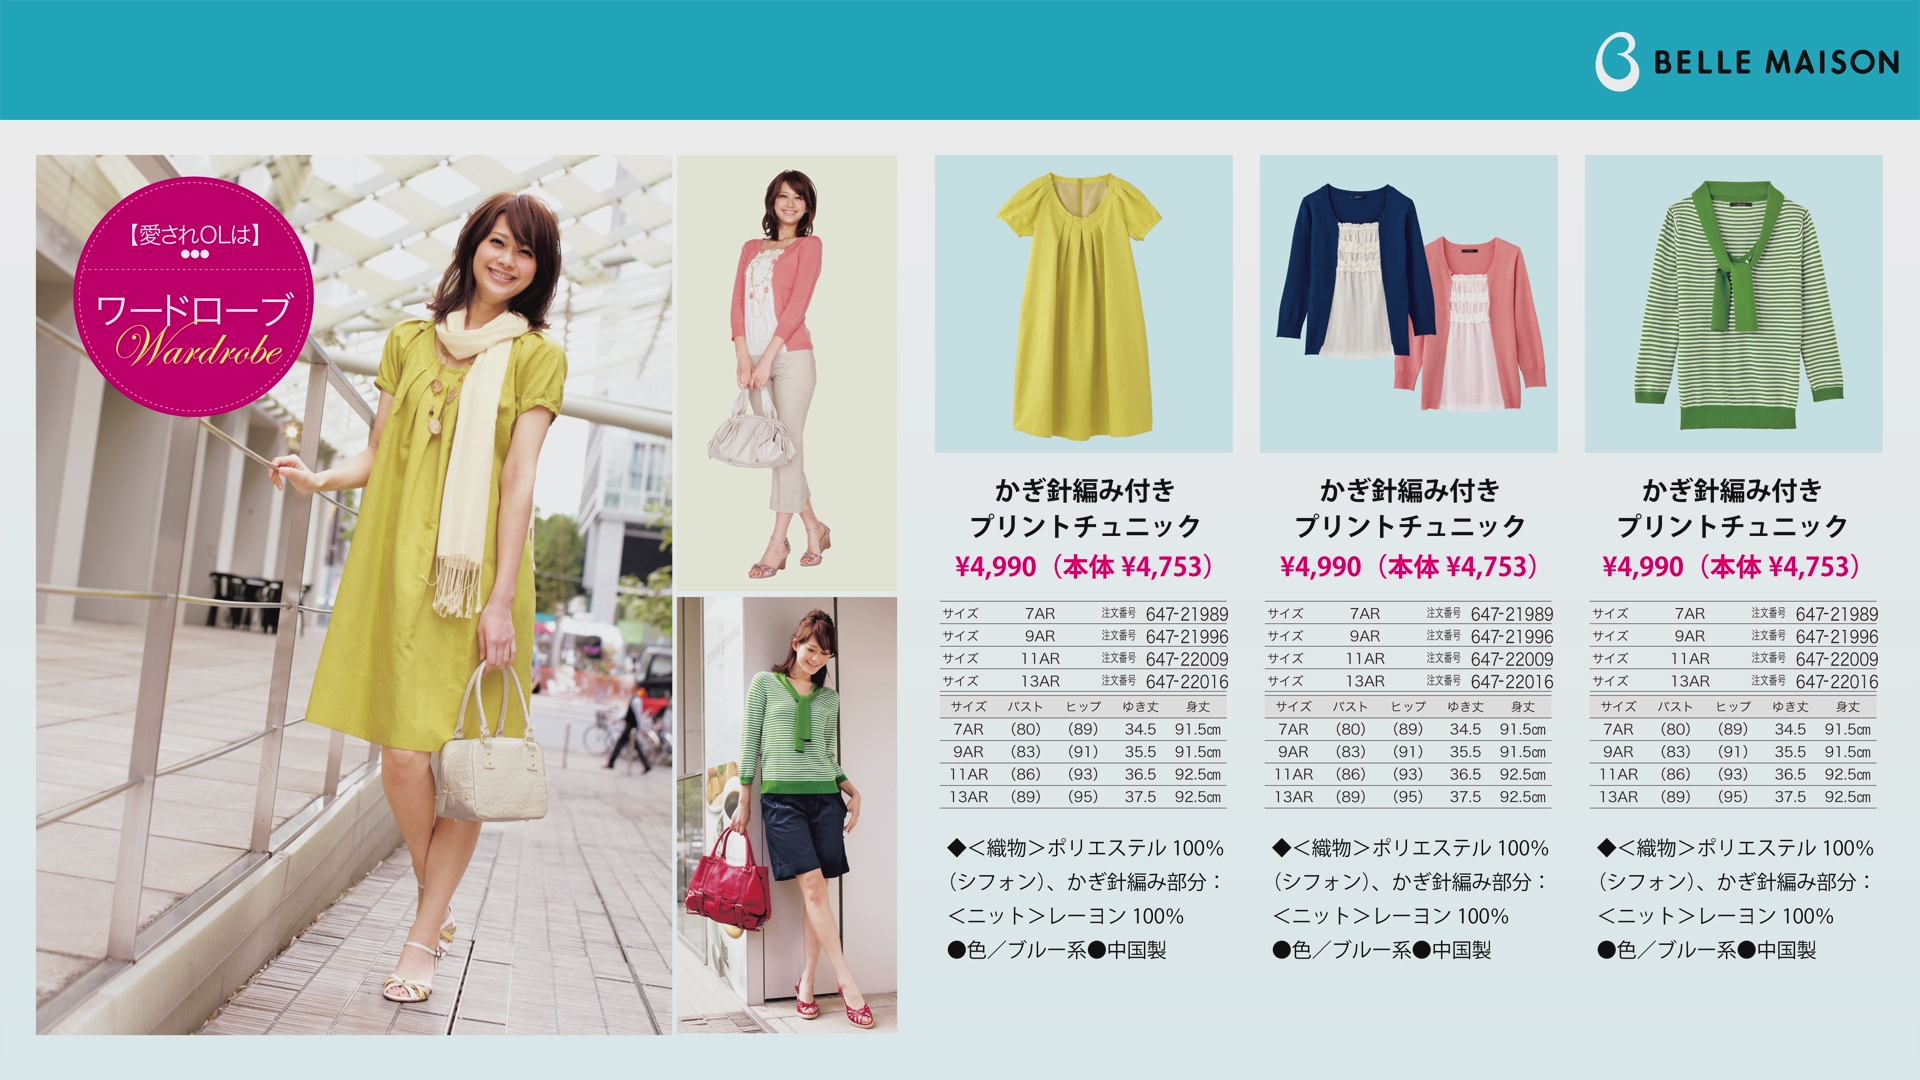 BELLE MAISON
【愛されOLは】
●●●
ワードローブ
Wardrobe
かぎ針編み付き
プリントチュニック
¥4,990（本体 ¥4,753）
サイズ 7AR 注文番号 647-21989
サイズ 9AR 注文番号 647-21996
サイズ 11AR 注文番号 647-22009
サイズ 13AR 注文番号 647-22016
サイズ バスト ヒップ ゆき丈 身丈
7AR （80） （89） 34.5 91.5㎝
9AR （83） （91） 35.5 91.5㎝
11AR （86） （93） 36.5 92.5㎝
13AR （89） （95） 37.5 92.5㎝
◆＜織物＞ポリエステル 100%
（シフォン）、かぎ針編み部分：
＜ニット＞レーヨン 100%
●色／ブルー系●中国製
かぎ針編み付き
プリントチュニック
¥4,990（本体 ¥4,753）
サイズ 7AR 注文番号 647-21989
サイズ 9AR 注文番号 647-21996
サイズ 11AR 注文番号 647-22009
サイズ 13AR 注文番号 647-22016
サイズ バスト ヒップ ゆき丈 身丈
7AR （80） （89） 34.5 91.5㎝
9AR （83） （91） 35.5 91.5㎝
11AR （86） （93） 36.5 92.5㎝
13AR （89） （95） 37.5 92.5㎝
◆＜織物＞ポリエステル 100%
（シフォン）、かぎ針編み部分：
＜ニット＞レーヨン 100%
●色／ブルー系●中国製
かぎ針編み付き
プリントチュニック
¥4,990（本体 ¥4,753）
サイズ 7AR 注文番号 647-21989
サイズ 9AR 注文番号 647-21996
サイズ 11AR 注文番号 647-22009
サイズ 13AR 注文番号 647-22016
サイズ バスト ヒップ ゆき丈 身丈
7AR （80） （89） 34.5 91.5㎝
9AR （83） （91） 35.5 91.5㎝
11AR （86） （93） 36.5 92.5㎝
13AR （89） （95） 37.5 92.5㎝
◆＜織物＞ポリエステル 100%
（シフォン）、かぎ針編み部分：
＜ニット＞レーヨン 100%
●色／ブルー系●中国製